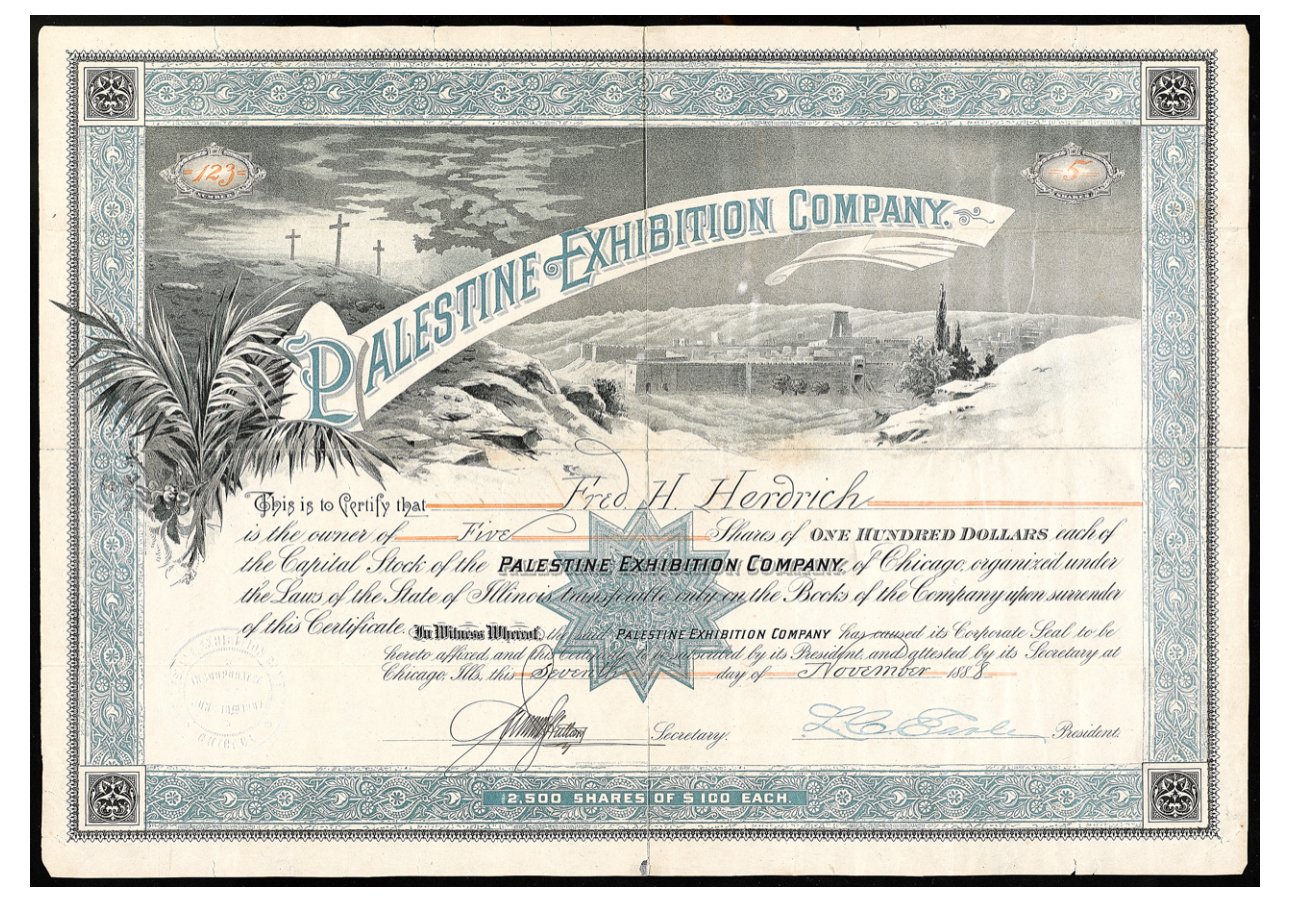 =123=
NUMBER
=5=
SHARES
PALESTINE EXHIBITION COMPANY.
This is to Certify that Fred H Herdrich
is the owner of Five Shares of ONE HUNDRED DOLLARS each of
the Capital Stock of the PALESTINE EXHIBITION COMPANY, of Chicago, organized under
the Laws of the State of Illinois, transferable only on the Books of the Company upon surrender
of this Certificate. In Witness Whereof, the said PALESTINE EXHIBITION COMPANY has caused its Corporate Seal to be
hereto affixed, and this Certificate to be subscribed by its President, and attested by its Secretary at
Chicago, Ills, this Seventh day of November 1888
Secretary.
L. C. Earle President.
2,500 SHARES OF $100 EACH.